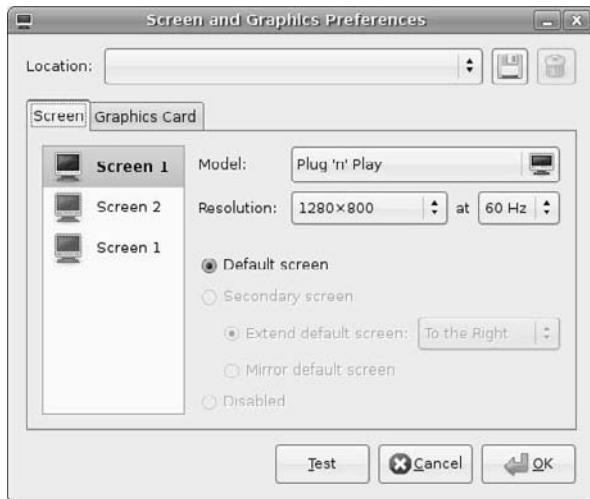 Screen and Graphics Preferences
Location:
Screen Graphics Card
Screen 1
Screen 2
Screen 1
Model: Plug 'n' Play
Resolution: 1280×800 at 60 Hz
Default screen
Secondary screen
Extend default screen: To the Right
Mirror default screen
Disabled
Test Cancel OK